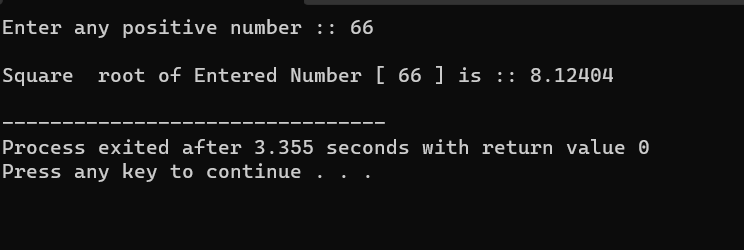 Enter any positive number :: 66
Square  root of Entered Number [ 66 ] is :: 8.12404
--------------------------------
Process exited after 3.355 seconds with return value 0
Press any key to continue . . .